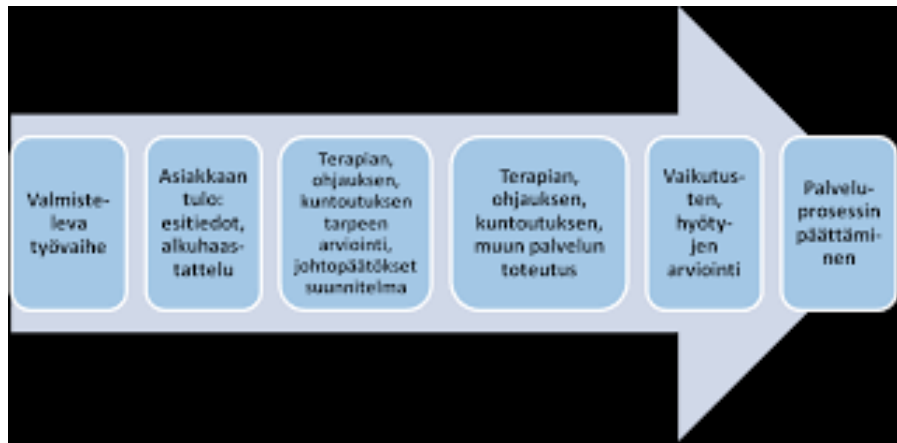 Valmiste-
leva
työvaihe
Asiakkaan
tulo:
esitiedot,
alkuhaas-
tattelu
Terapian,
ohjauksen,
kuntoutuksen
tarpeen
arviointi,
johtopäätökset
suunnitelma
Terapian,
ohjauksen,
kuntoutuksen,
muun palvelun
toteutus
Vaikutus-
ten,
hyöty-
jen
arviointi
Palvelu-
prosessin
päättämi-
nen